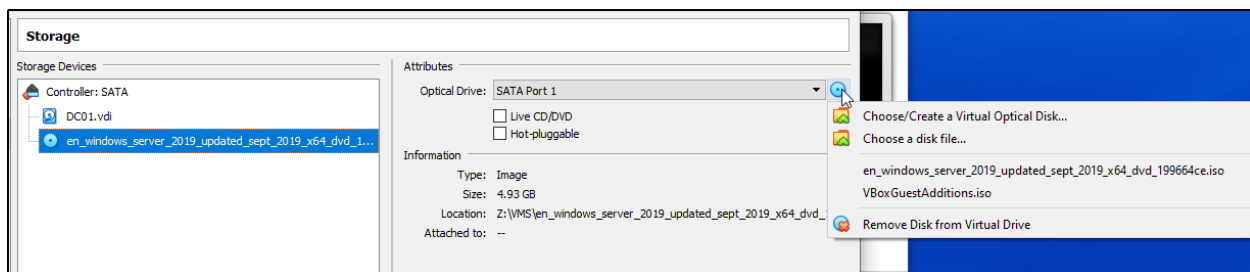 Storage
Storage Devices
Controller: SATA
DC01.vdi
en_windows_server_2019_updated_sept_2019_x64_dvd_1...
Attributes
Optical Drive: SATA Port 1
Live CD/DVD
Hot-pluggable
Information
Type: Image
Size: 4.93 GB
Location: Z:\VMS\en_windows_server_2019_updated_sept_2019_x64_dvd_
Attached to: --
Choose/Create a Virtual Optical Disk...
Choose a disk file...
en_windows_server_2019_updated_sept_2019_x64_dvd_199664ce.iso
VBoxGuestAdditions.iso
Remove Disk from Virtual Drive